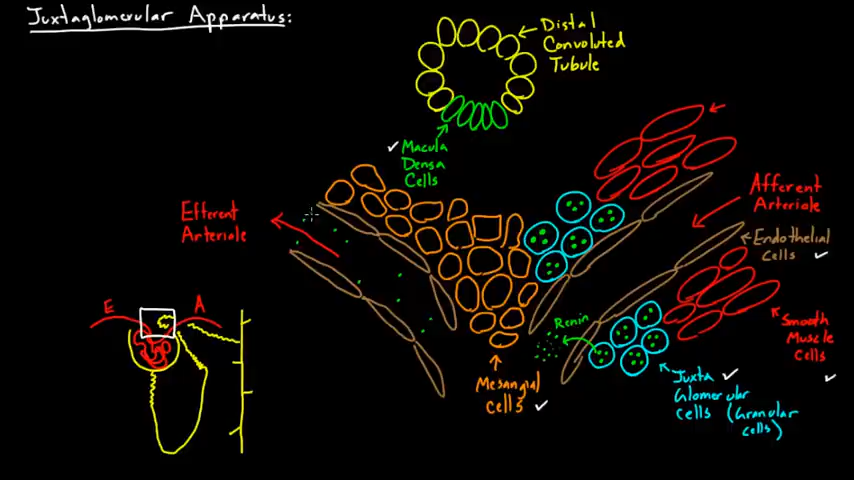 Juxtaglomerular Apparatus:
Distal
Convoluted
Tubule
Macula
Densa
Cells
Efferent
Arteriole
Afferent
Arteriole
Endothelial
Cells
E
A
Renin
Smooth
Muscle
Cells
Mesangial
Cells
Juxta
Glomerular
cells (Granular
cells)